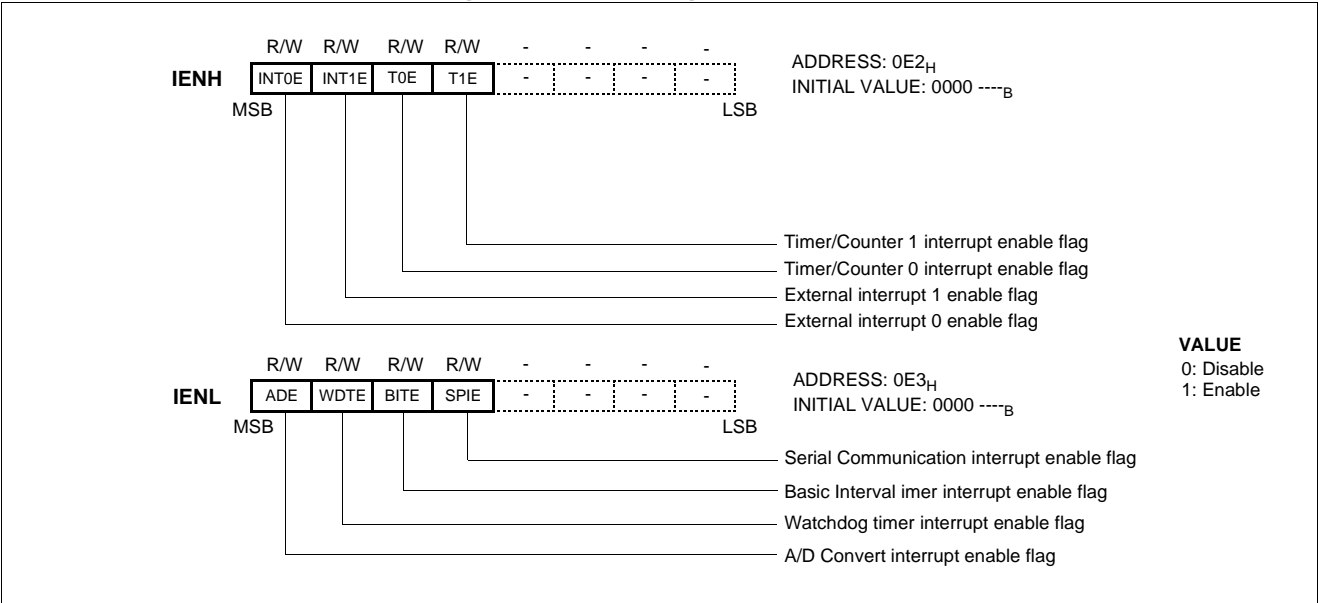 R/W R/W R/W R/W - - - -
IENH INT0E INT1E T0E T1E - - - -
MSB LSB
ADDRESS: 0E2H
INITIAL VALUE: 0000 ----B
Timer/Counter 1 interrupt enable flag
Timer/Counter 0 interrupt enable flag
External interrupt 1 enable flag
External interrupt 0 enable flag
VALUE
0: Disable
1: Enable
R/W R/W R/W R/W - - - -
IENL ADE WDTE BITE SPIE - - - -
MSB LSB
ADDRESS: 0E3H
INITIAL VALUE: 0000 ----B
Serial Communication interrupt enable flag
Basic Interval imer interrupt enable flag
Watchdog timer interrupt enable flag
A/D Convert interrupt enable flag